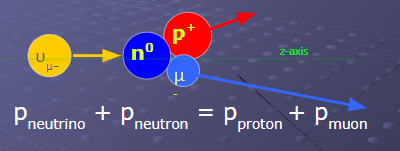 p+
n0
z-axis
υμ−
μ-
pneutrino + pneutron = pproton + pmuon